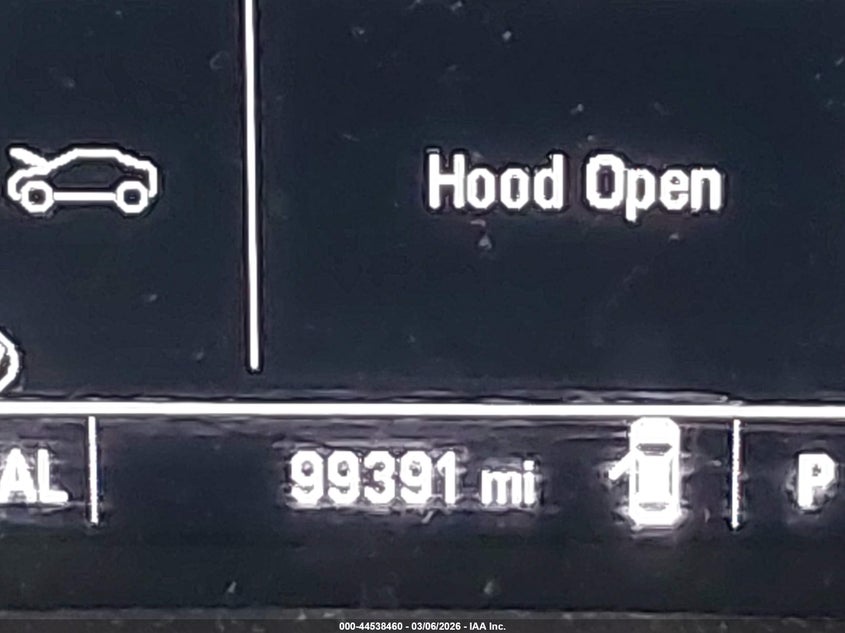 Hood Open
AL
99391 mi
P
000-44538460 - 03/06/2026 - IAA Inc.